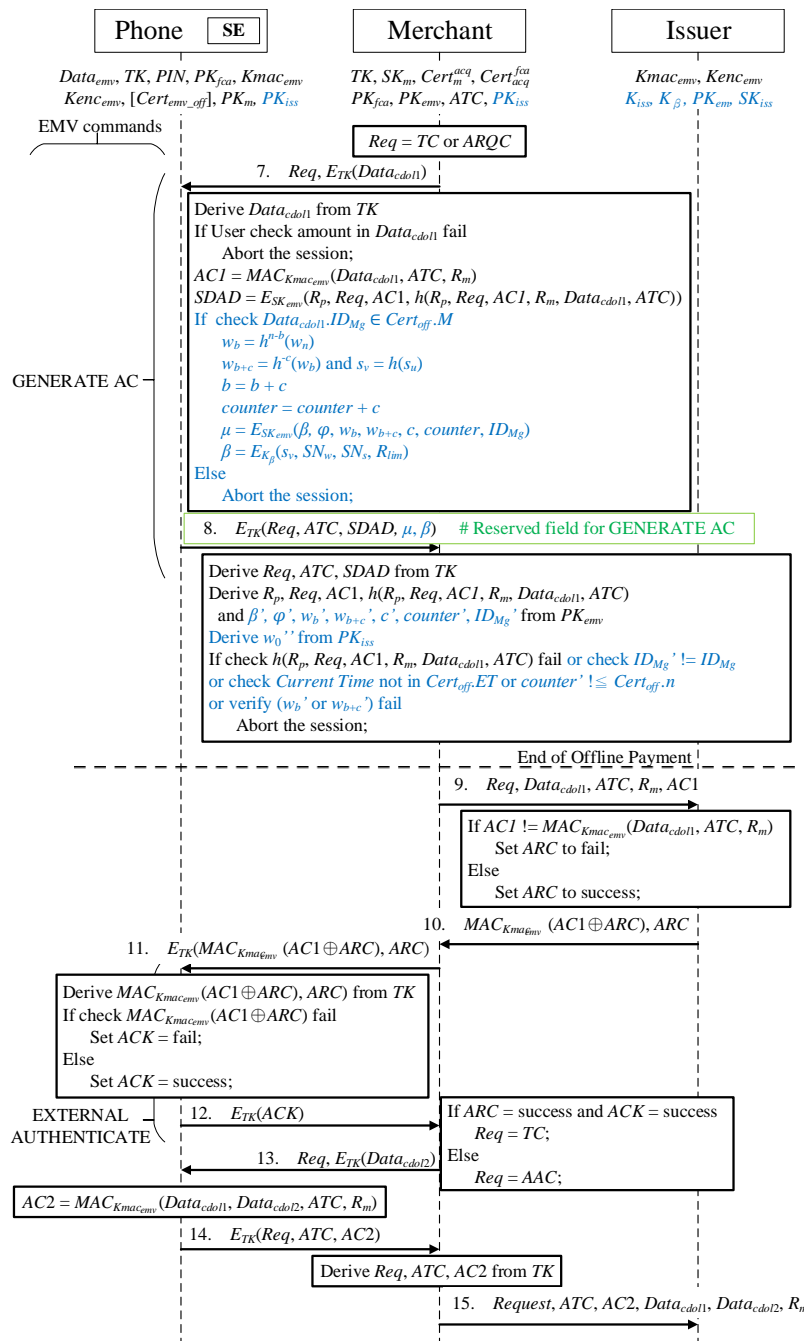 Phone SE Merchant Issuer
Data_emv, TK, PIN, PK_fca, Kmac_emv
Kenc_emv, [Cert_emv_off], PK_m, PK_iss
TK, SK_m, Cert_m^acq, Cert_acq^fca
PK_fca, PK_emv, ATC, PK_iss
Kmac_emv, Kenc_emv
K_iss, K_β, PK_em, SK_iss
EMV commands
Req = TC or ARQC
7. Req, E_TK(Data_cdol1)
GENERATE AC
Derive Data_cdol1 from TK
If User check amount in Data_cdol1 fail
Abort the session;
AC1 = MAC_Kmac_emv(Data_cdol1, ATC, R_m)
SDAD = E_SK_emv(R_p, Req, AC1, h(R_p, Req, AC1, R_m, Data_cdol1, ATC))
If check Data_cdol1.ID_Mg ∈ Cert_off.M
w_b = h^n-b(w_n)
w_b+c = h^-c(w_b) and s_v = h(s_u)
b = b + c
counter = counter + c
μ = E_SK_emv(β, φ, w_b, w_b+c, c, counter, ID_Mg)
β = E_K_β(s_v, SN_w, SN_s, R_lim)
Else
Abort the session;
8. E_TK(Req, ATC, SDAD, μ, β) # Reserved field for GENERATE AC
Derive Req, ATC, SDAD from TK
Derive R_p, Req, AC1, h(R_p, Req, AC1, R_m, Data_cdol1, ATC)
and β’, φ’, w_b’, w_b+c’, c’, counter’, ID_Mg’ from PK_emv
Derive w_0’’ from PK_iss
If check h(R_p, Req, AC1, R_m, Data_cdol1, ATC) fail or check ID_Mg’ != ID_Mg
or check Current Time not in Cert_off.ET or counter’ !≦ Cert_off.n
or verify (w_b’ or w_b+c’) fail
Abort the session;
End of Offline Payment
9. Req, Data_cdol1, ATC, R_m, AC1
If AC1 != MAC_Kmac_emv(Data_cdol1, ATC, R_m)
Set ARC to fail;
Else
Set ARC to success;
10. MAC_Kmac_emv (AC1⊕ARC), ARC
11. E_TK(MAC_Kmac_emv (AC1⊕ARC), ARC)
Derive MAC_Kmac_emv(AC1⊕ARC), ARC) from TK
If check MAC_Kmac_emv(AC1⊕ARC) fail
Set ACK = fail;
Else
Set ACK = success;
EXTERNAL
AUTHENTICATE
12. E_TK(ACK)
If ARC = success and ACK = success
Req = TC;
Else
Req = AAC;
13. Req, E_TK(Data_cdol2)
AC2 = MAC_Kmac_emv(Data_cdol1, Data_cdol2, ATC, R_m)
14. E_TK(Req, ATC, AC2)
Derive Req, ATC, AC2 from TK
15. Request, ATC, AC2, Data_cdol1, Data_cdol2, R_m